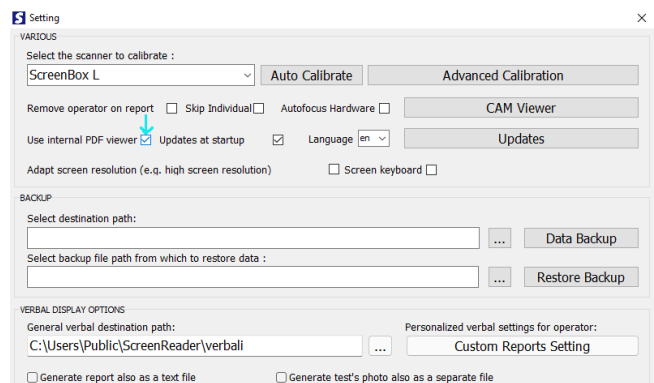 Setting
VARIOUS
Select the scanner to calibrate :
ScreenBox L Auto Calibrate Advanced Calibration
Remove operator on report Skip Individual Autofocus Hardware CAM Viewer
Use internal PDF viewer Updates at startup Language en Updates
Adapt screen resolution (e.g. high screen resolution) Screen keyboard
BACKUP
Select destination path:
... Data Backup
Select backup file path from which to restore data :
... Restore Backup
VERBAL DISPLAY OPTIONS
General verbal destination path: Personalized verbal settings for operator:
C:\Users\Public\ScreenReader\verbali ... Custom Reports Setting
Generate report also as a text file Generate test's photo also as a separate file